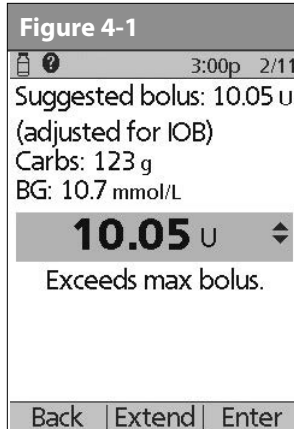 Figure 4-1
? 3:00p 2/11
Suggested bolus: 10.05 U
(adjusted for IOB)
Carbs: 123 g
BG: 10.7 mmol/L
10.05 U
Exceeds max bolus.
Back | Extend | Enter